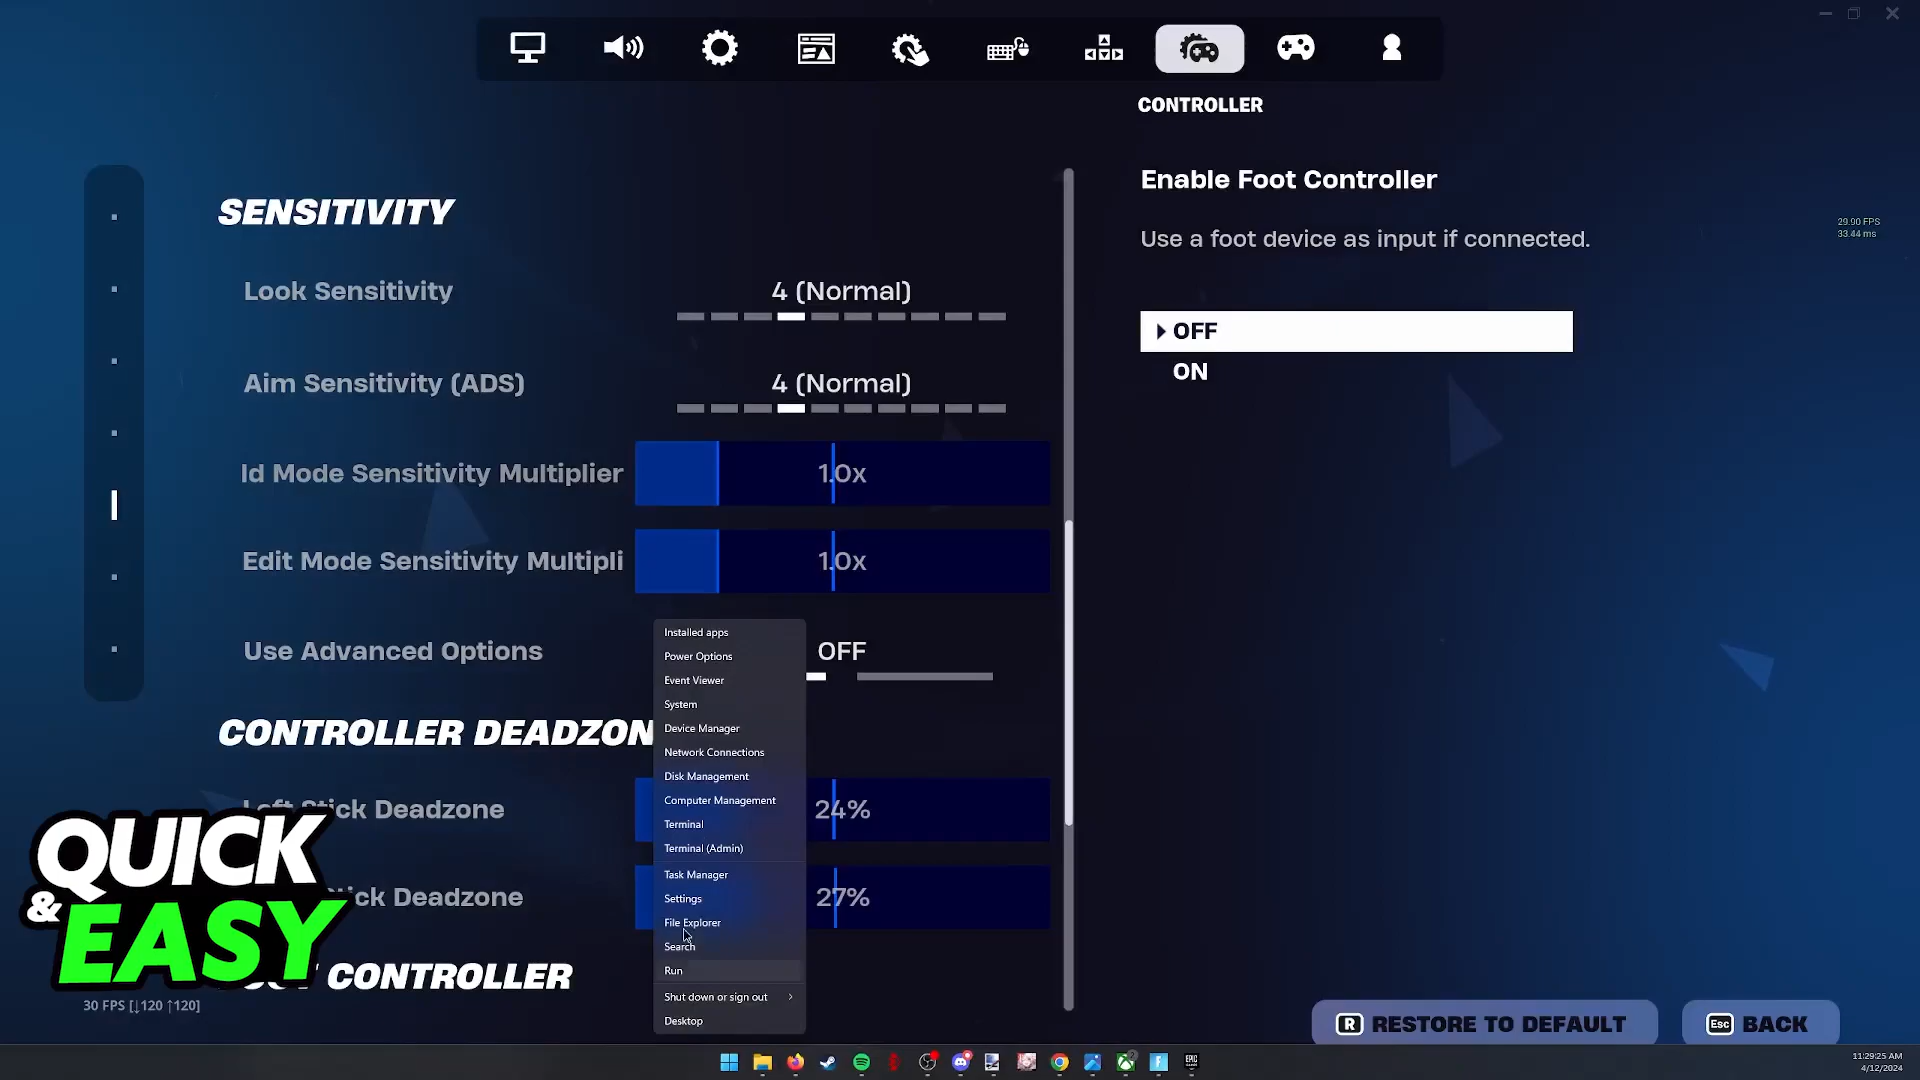 CONTROLLER
Enable Foot Controller
Use a foot device as input if connected.
OFF
ON
29.90 FPS
33.44 ms
SENSITIVITY
Look Sensitivity
4 (Normal)
Aim Sensitivity (ADS)
4 (Normal)
ld Mode Sensitivity Multiplier
1.0x
Edit Mode Sensitivity Multipli
1.0x
Use Advanced Options
OFF
CONTROLLER DEADZON
Left Stick Deadzone
24%
ck Deadzone
27%
CONTROLLER
Installed apps
Power Options
Event Viewer
System
Device Manager
Network Connections
Disk Management
Computer Management
Terminal
Terminal (Admin)
Task Manager
Settings
File Explorer
Search
Run
Shut down or sign out
Desktop
QUICK
& EASY
30 FPS [↓120 ↑120]
R RESTORE TO DEFAULT
Esc BACK
11:29:25 AM
4/12/2024